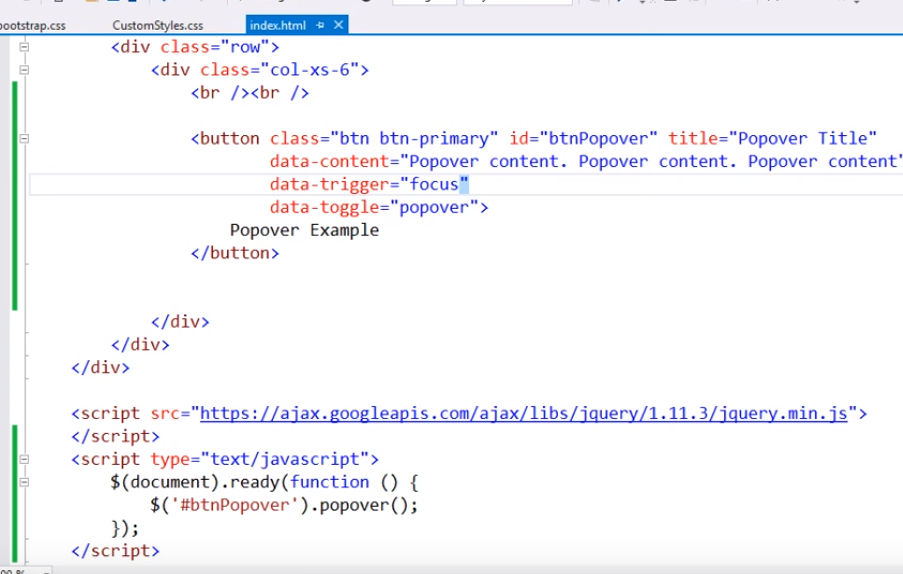 bootstrap.css CustomStyles.css index.html
<div class="row">
<div class="col-xs-6">
<br /><br />
<button class="btn btn-primary" id="btnPopover" title="Popover Title"
data-content="Popover content. Popover content. Popover content"
data-trigger="focus"
data-toggle="popover">
Popover Example
</button>
</div>
</div>
</div>
<script src="https://ajax.googleapis.com/ajax/libs/jquery/1.11.3/jquery.min.js">
</script>
<script type="text/javascript">
$(document).ready(function () {
$('#btnPopover').popover();
});
</script>